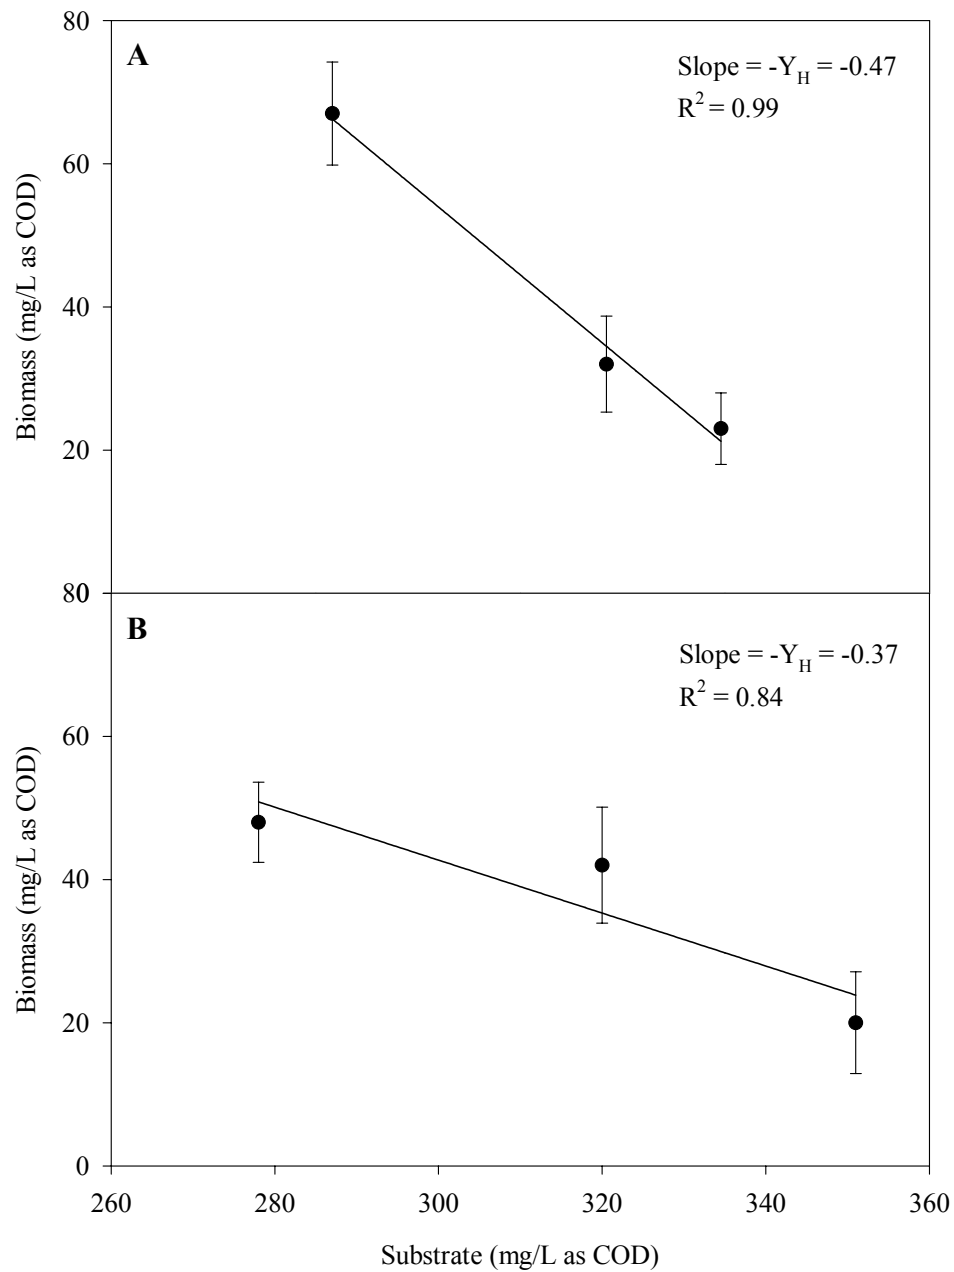 80
A
Slope = -Y_H = -0.47
R² = 0.99
60
40
20
Biomass (mg/L as COD)
80
B
Slope = -Y_H = -0.37
R² = 0.84
60
40
20
0
Biomass (mg/L as COD)
260 280 300 320 340 360
Substrate (mg/L as COD)